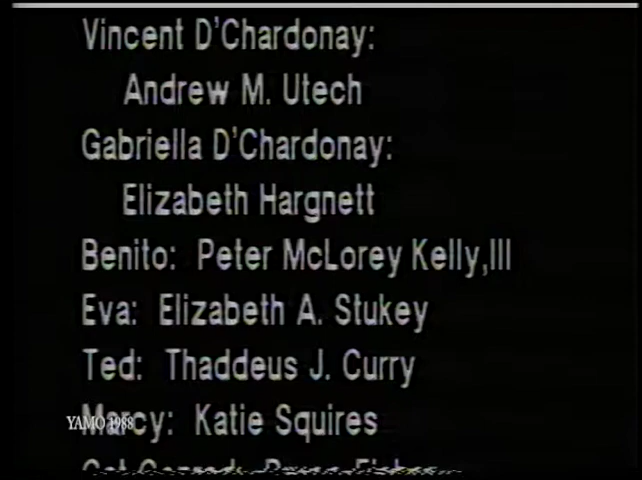 Vincent D'Chardonay:
Andrew M. Utech
Gabriella D'Chardonay:
Elizabeth Hargnett
Benito: Peter McLorey Kelly,III
Eva: Elizabeth A. Stukey
Ted: Thaddeus J. Curry
Marcy: Katie Squires
YAMO 1988